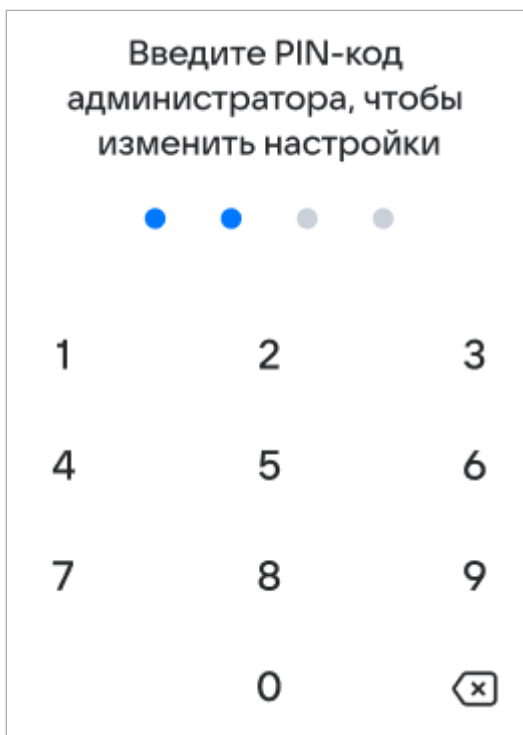 Введите PIN-код
администратора, чтобы
изменить настройки
1 2 3
4 5 6
7 8 9
0